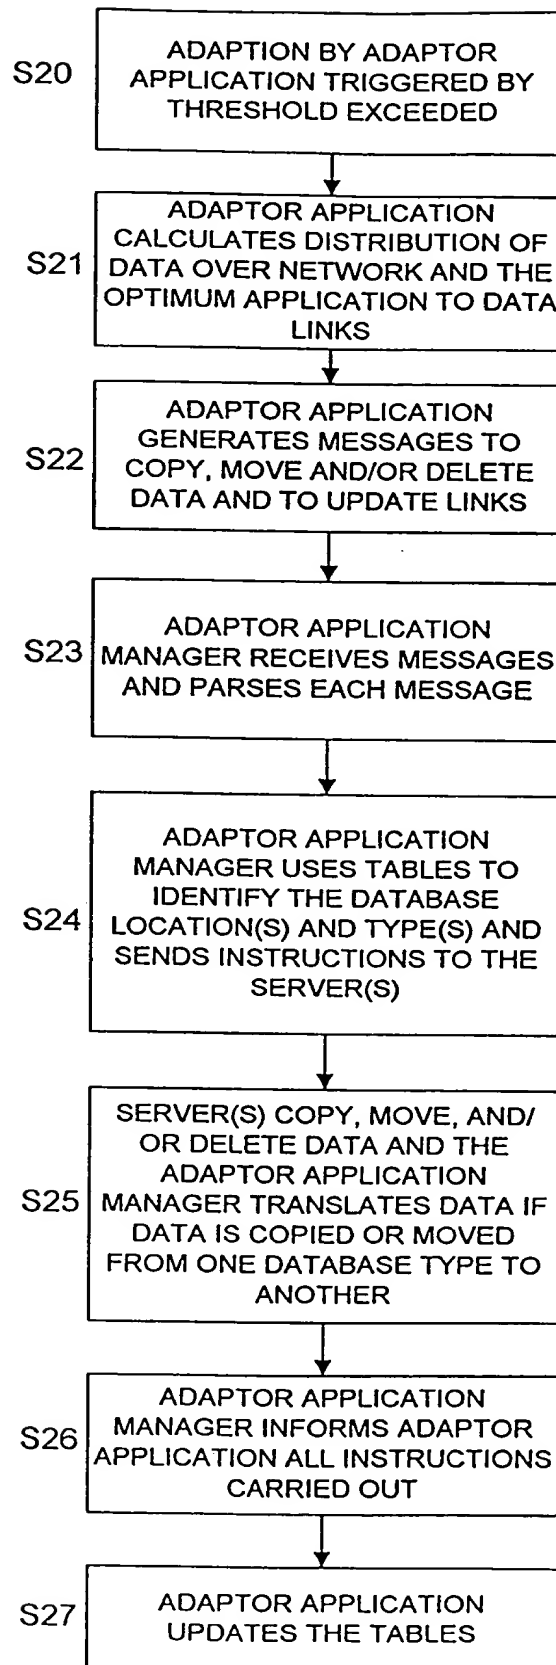 S20
ADAPTION BY ADAPTOR
APPLICATION TRIGGERED BY
THRESHOLD EXCEEDED
S21
ADAPTOR APPLICATION
CALCULATES DISTRIBUTION OF
DATA OVER NETWORK AND THE
OPTIMUM APPLICATION TO DATA
LINKS
S22
ADAPTOR APPLICATION
GENERATES MESSAGES TO
COPY, MOVE AND/OR DELETE
DATA AND TO UPDATE LINKS
S23
ADAPTOR APPLICATION
MANAGER RECEIVES MESSAGES
AND PARSES EACH MESSAGE
S24
ADAPTOR APPLICATION
MANAGER USES TABLES TO
IDENTIFY THE DATABASE
LOCATION(S) AND TYPE(S) AND
SENDS INSTRUCTIONS TO THE
SERVER(S)
S25
SERVER(S) COPY, MOVE, AND/
OR DELETE DATA AND THE
ADAPTOR APPLICATION
MANAGER TRANSLATES DATA IF
DATA IS COPIED OR MOVED
FROM ONE DATABASE TYPE TO
ANOTHER
S26
ADAPTOR APPLICATION
MANAGER INFORMS ADAPTOR
APPLICATION ALL INSTRUCTIONS
CARRIED OUT
S27
ADAPTOR APPLICATION
UPDATES THE TABLES